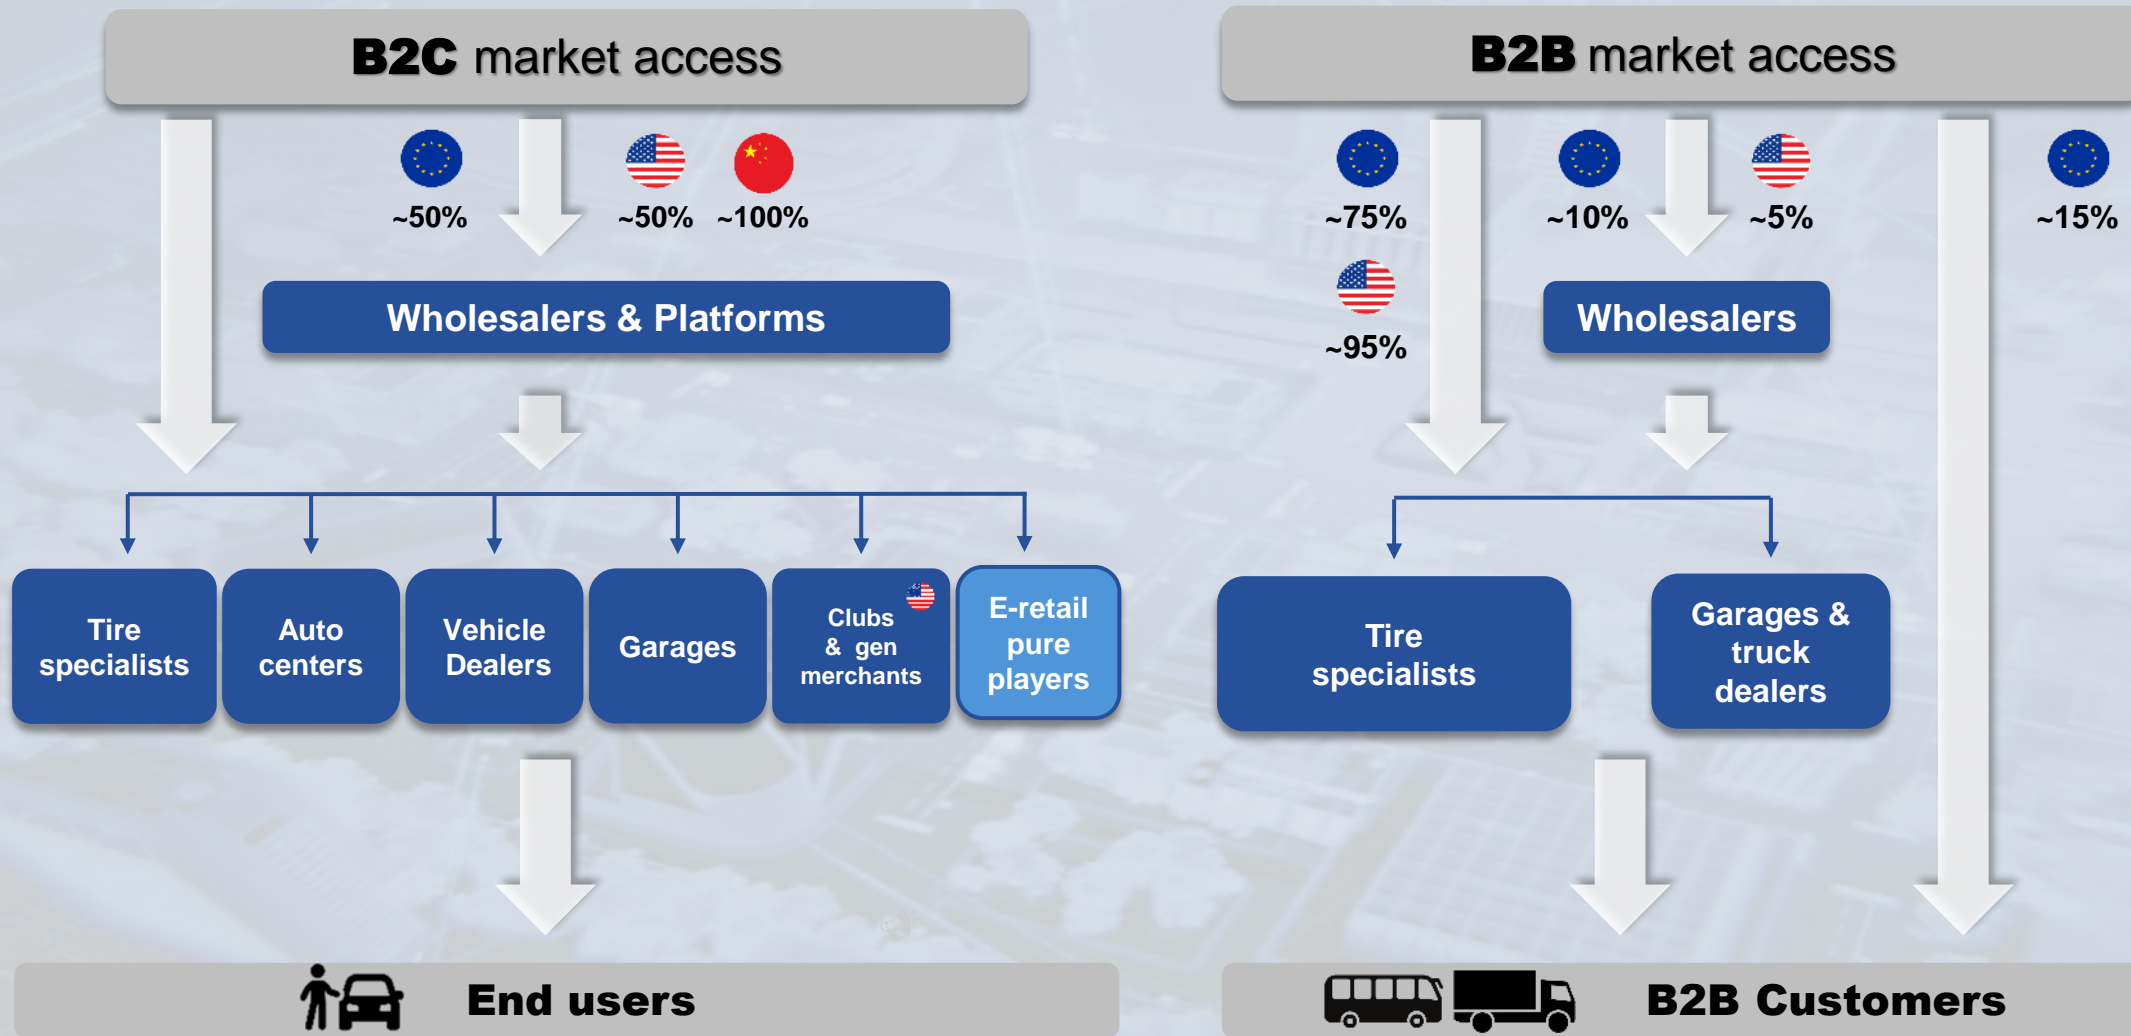 B2C market access
~50%
~50%
~100%
Wholesalers & Platforms
Tire
specialists
Auto
centers
Vehicle
Dealers
Garages
Clubs
& gen
merchants
E-retail
pure
players
End users
B2B market access
~75%
~95%
~10%
~5%
~15%
Wholesalers
Tire
specialists
Garages &
truck
dealers
B2B Customers